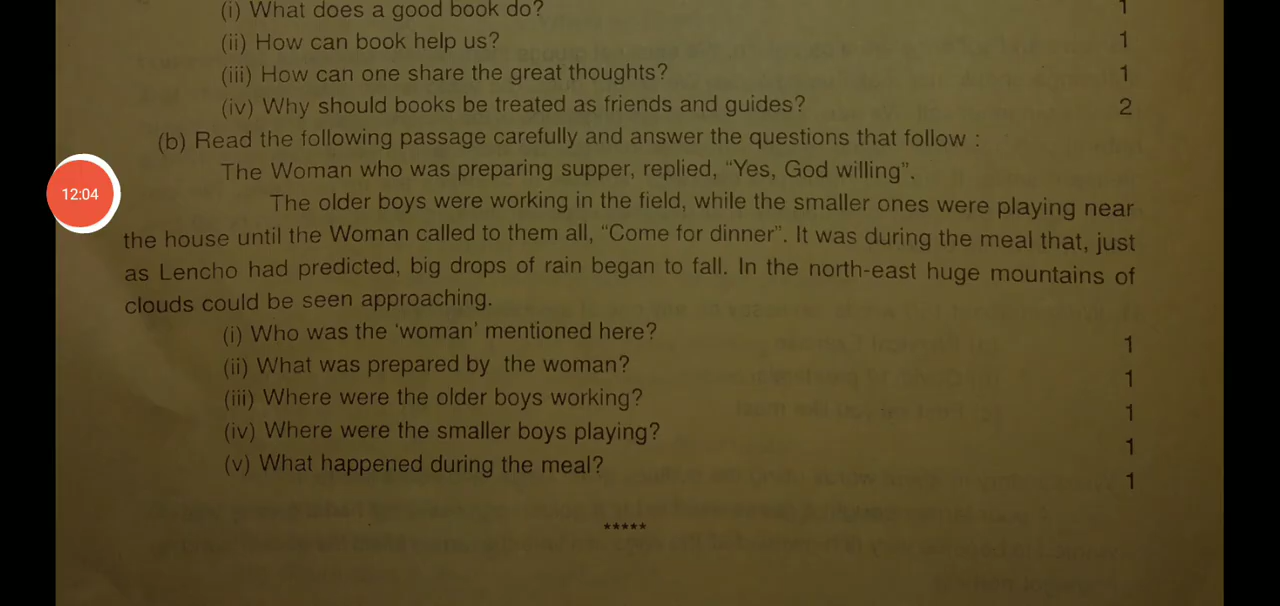 (i) What does a good book do? 1
(ii) How can book help us? 1
(iii) How can one share the great thoughts? 1
(iv) Why should books be treated as friends and guides? 2
(b) Read the following passage carefully and answer the questions that follow :
The Woman who was preparing supper, replied, “Yes, God willing”.
12:04
The older boys were working in the field, while the smaller ones were playing near
the house until the Woman called to them all, “Come for dinner”. It was during the meal that, just
as Lencho had predicted, big drops of rain began to fall. In the north-east huge mountains of
clouds could be seen approaching.
(i) Who was the ‘woman’ mentioned here? 1
(ii) What was prepared by the woman? 1
(iii) Where were the older boys working? 1
(iv) Where were the smaller boys playing? 1
(v) What happened during the meal? 1
*****